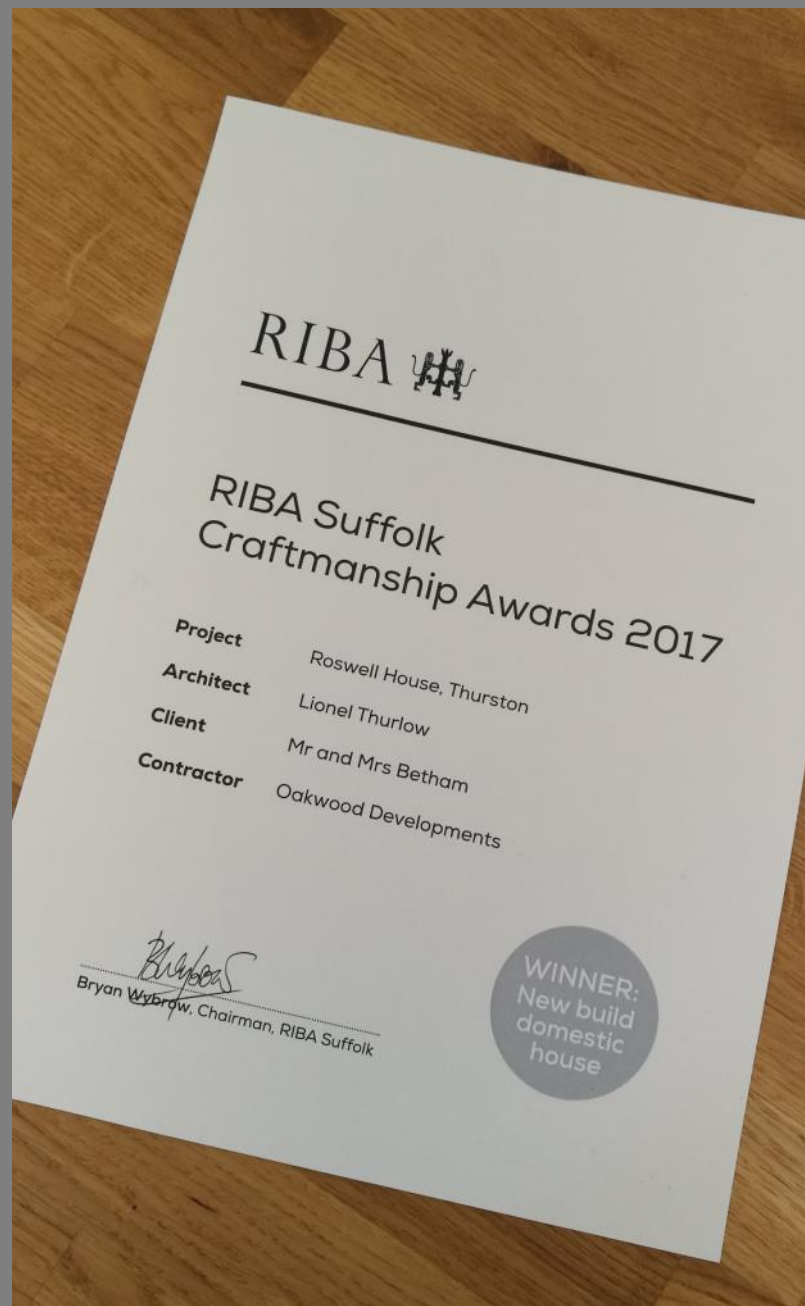 RIBA
RIBA Suffolk
Craftmanship Awards 2017
Project Roswell House, Thurston
Architect Lionel Thurlow
Client Mr and Mrs Betham
Contractor Oakwood Developments
Bryan Wybrow, Chairman, RIBA Suffolk
WINNER:
New build
domestic
house